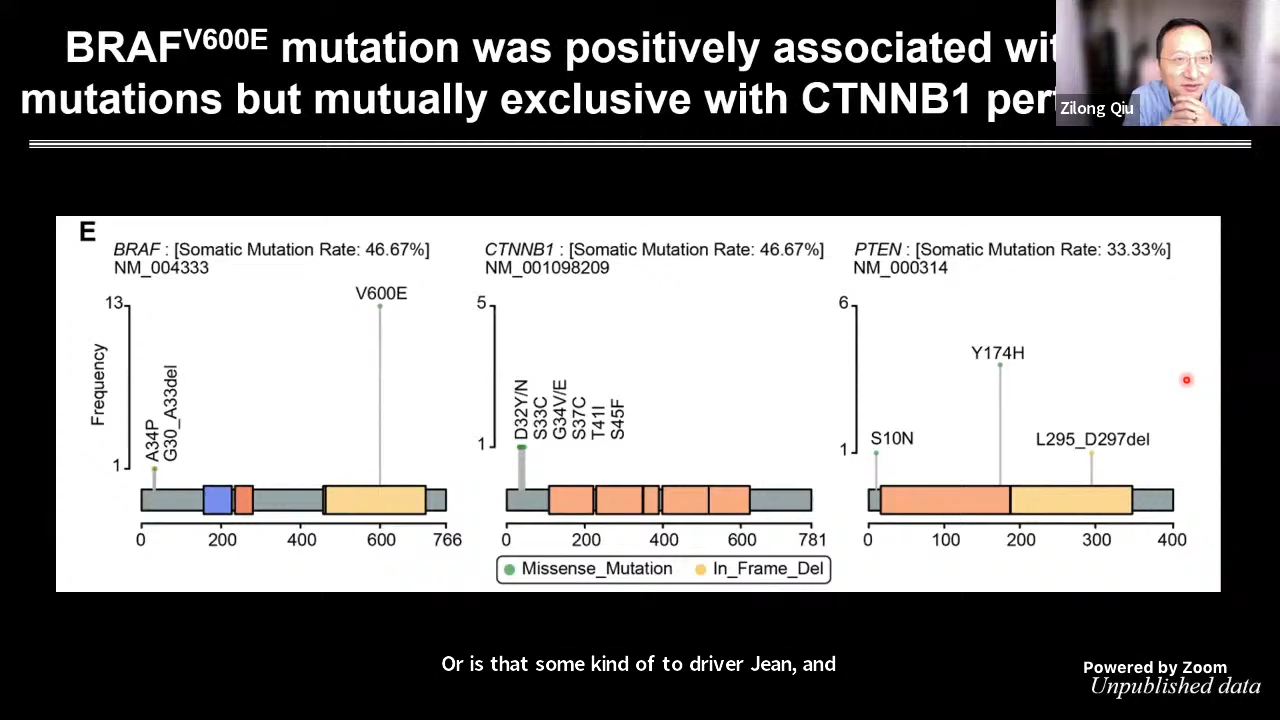 BRAFV600E mutation was positively associated
mutations but mutually exclusive with CTNNB1
Zilong Qiu
E
BRAF : [Somatic Mutation Rate: 46.67%]
NM_004333
13
V600E
Frequency
A34P
G30_A33del
1
0 200 400 600 766
CTNNB1 : [Somatic Mutation Rate: 46.67%]
NM_001098209
5
D32Y/N
S33C
G34V/E
S37C
T41I
S45F
1
0 200 400 600 781
PTEN : [Somatic Mutation Rate: 33.33%]
NM_000314
6
Y174H
S10N
L295_D297del
1
0 100 200 300 400
Missense_Mutation In_Frame_Del
Or is that some kind of to driver Jean, and
Powered by Zoom
Unpublished data